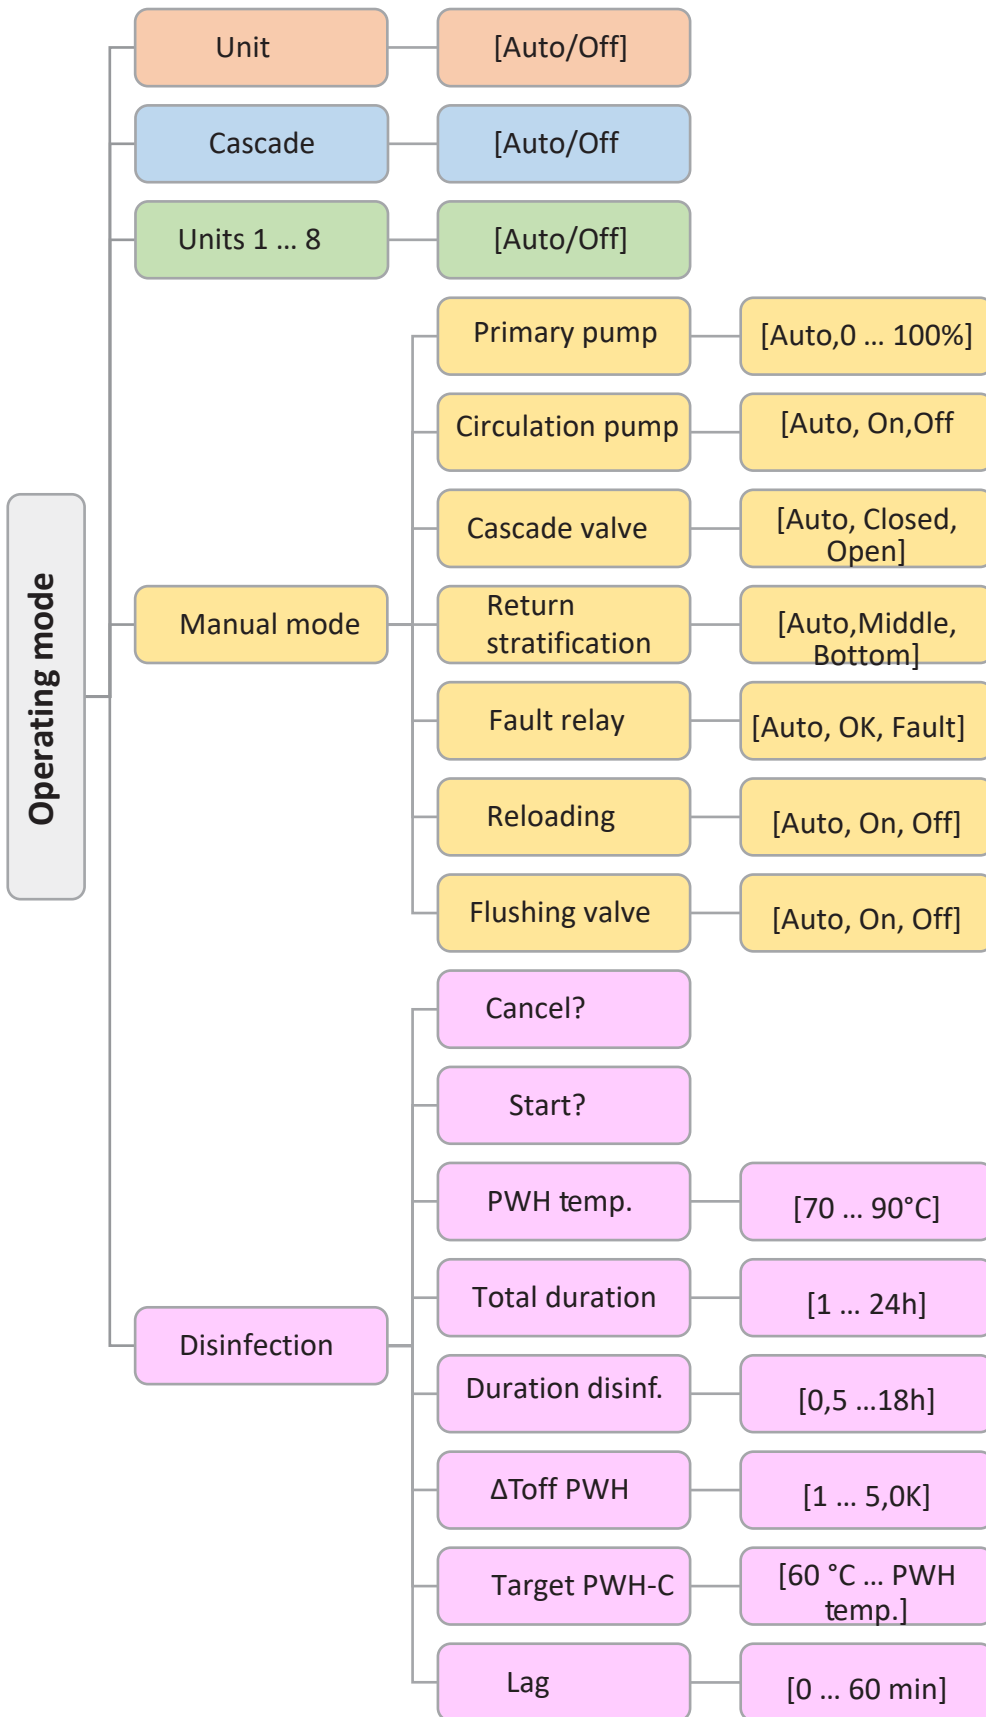 Operating mode
Unit
[Auto/Off]
Cascade
[Auto/Off
Units 1 ... 8
[Auto/Off]
Manual mode
Primary pump
[Auto,0 ... 100%]
Circulation pump
[Auto, On,Off
Cascade valve
[Auto, Closed,
Open]
Return
stratification
[Auto,Middle,
Bottom]
Fault relay
[Auto, OK, Fault]
Reloading
[Auto, On, Off]
Flushing valve
[Auto, On, Off]
Disinfection
Cancel?
Start?
PWH temp.
[70 ... 90°C]
Total duration
[1 ... 24h]
Duration disinf.
[0,5 ...18h]
ΔToff PWH
[1 ... 5,0K]
Target PWH-C
[60 °C ... PWH
temp.]
Lag
[0 ... 60 min]